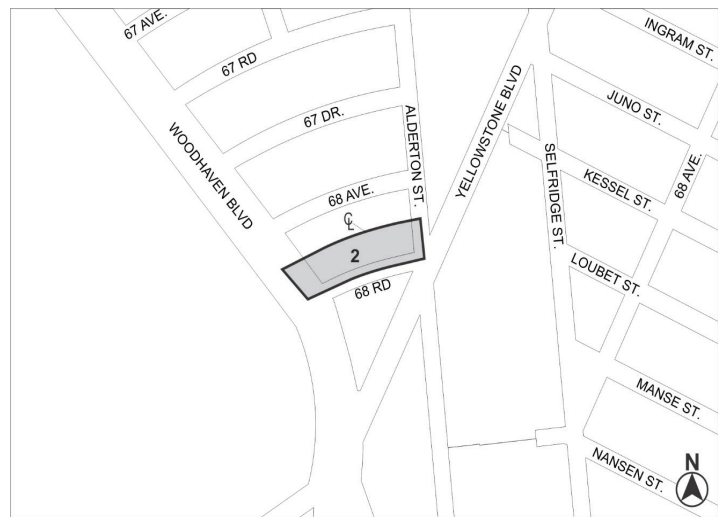 67 AVE.
67 RD
67 DR.
68 AVE.
68 RD
WOODHAVEN BLVD
ALDERTON ST.
YELLOWSTONE BLVD
SELFRIDGE ST.
INGRAM ST.
JUNO ST.
KESSEL ST.
68 AVE.
LOUBET ST.
MANSE ST.
NANSEN ST.
CL
2
N